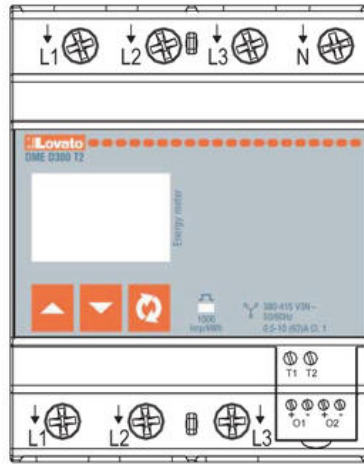 L1 L2 L3 N
Lovato
DME D300 T2
Energy meter
1000
imp/kWh
380-415 V3N~
50/60Hz
0.5-10 (63)A Cl. 1
T1 T2
+ - + -
O1 O2
L1 L2 L3